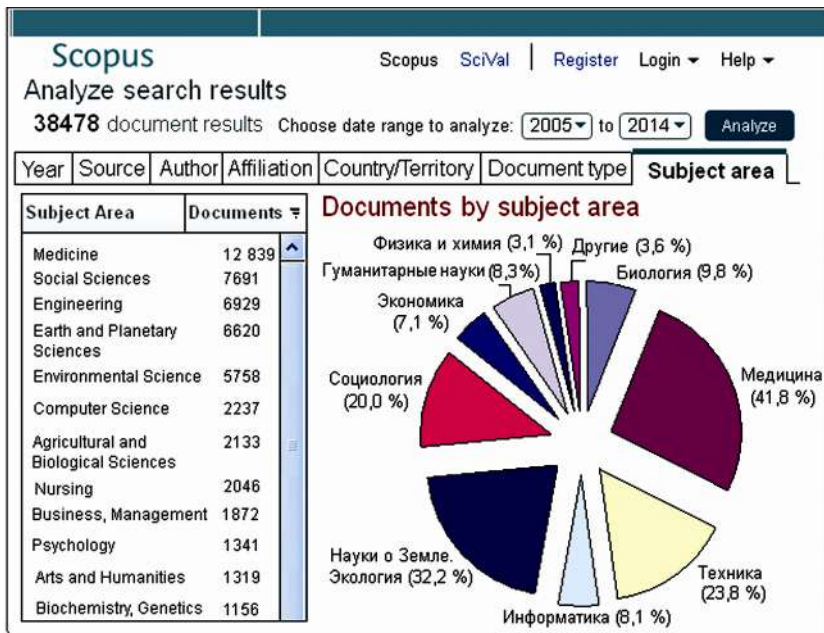 Scopus
Scopus SciVal | Register Login Help
Analyze search results
38478 document results Choose date range to analyze: 2005 to 2014 Analyze
Year Source Author Affiliation Country/Territory Document type Subject area
Subject Area Documents
Medicine 12 839
Social Sciences 7691
Engineering 6929
Earth and Planetary 6620
Sciences
Environmental Science 5758
Computer Science 2237
Agricultural and 2133
Biological Sciences
Nursing 2046
Business, Management 1872
Psychology 1341
Arts and Humanities 1319
Biochemistry, Genetics 1156
Documents by subject area
Физика и химия (3,1 %)
Другие (3,6 %)
Гуманитарные науки (8,3%)
Биология (9,8 %)
Экономика
(7,1 %)
Медицина
(41,8 %)
Социология
(20,0 %)
Науки о Земле.
Экология (32,2 %)
Техника
(23,8 %)
Информатика (8,1 %)